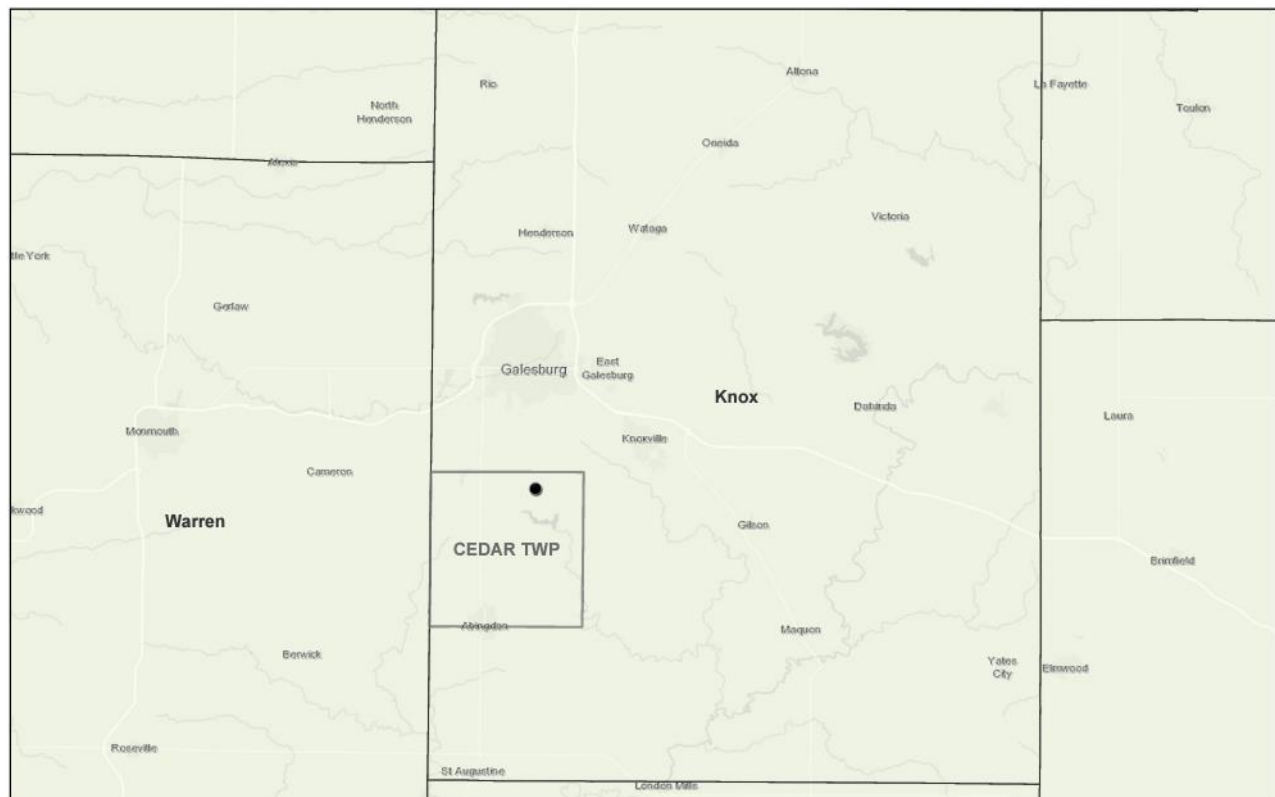 Altona
Rio
La Fayette
North
Henderson
Toulon
Oneida
Alexis
Victoria
Henderson
Wataga
ttle York
Gerlaw
Galesburg
East
Galesburg
Knox
Dahinda
Laura
Monmouth
Knoxville
Cameron
kwood
Warren
Gilson
CEDAR TWP
Brimfield
Abingdon
Maquon
Berwick
Yates
City
Elmwood
Roseville
St Augustine
London Mills